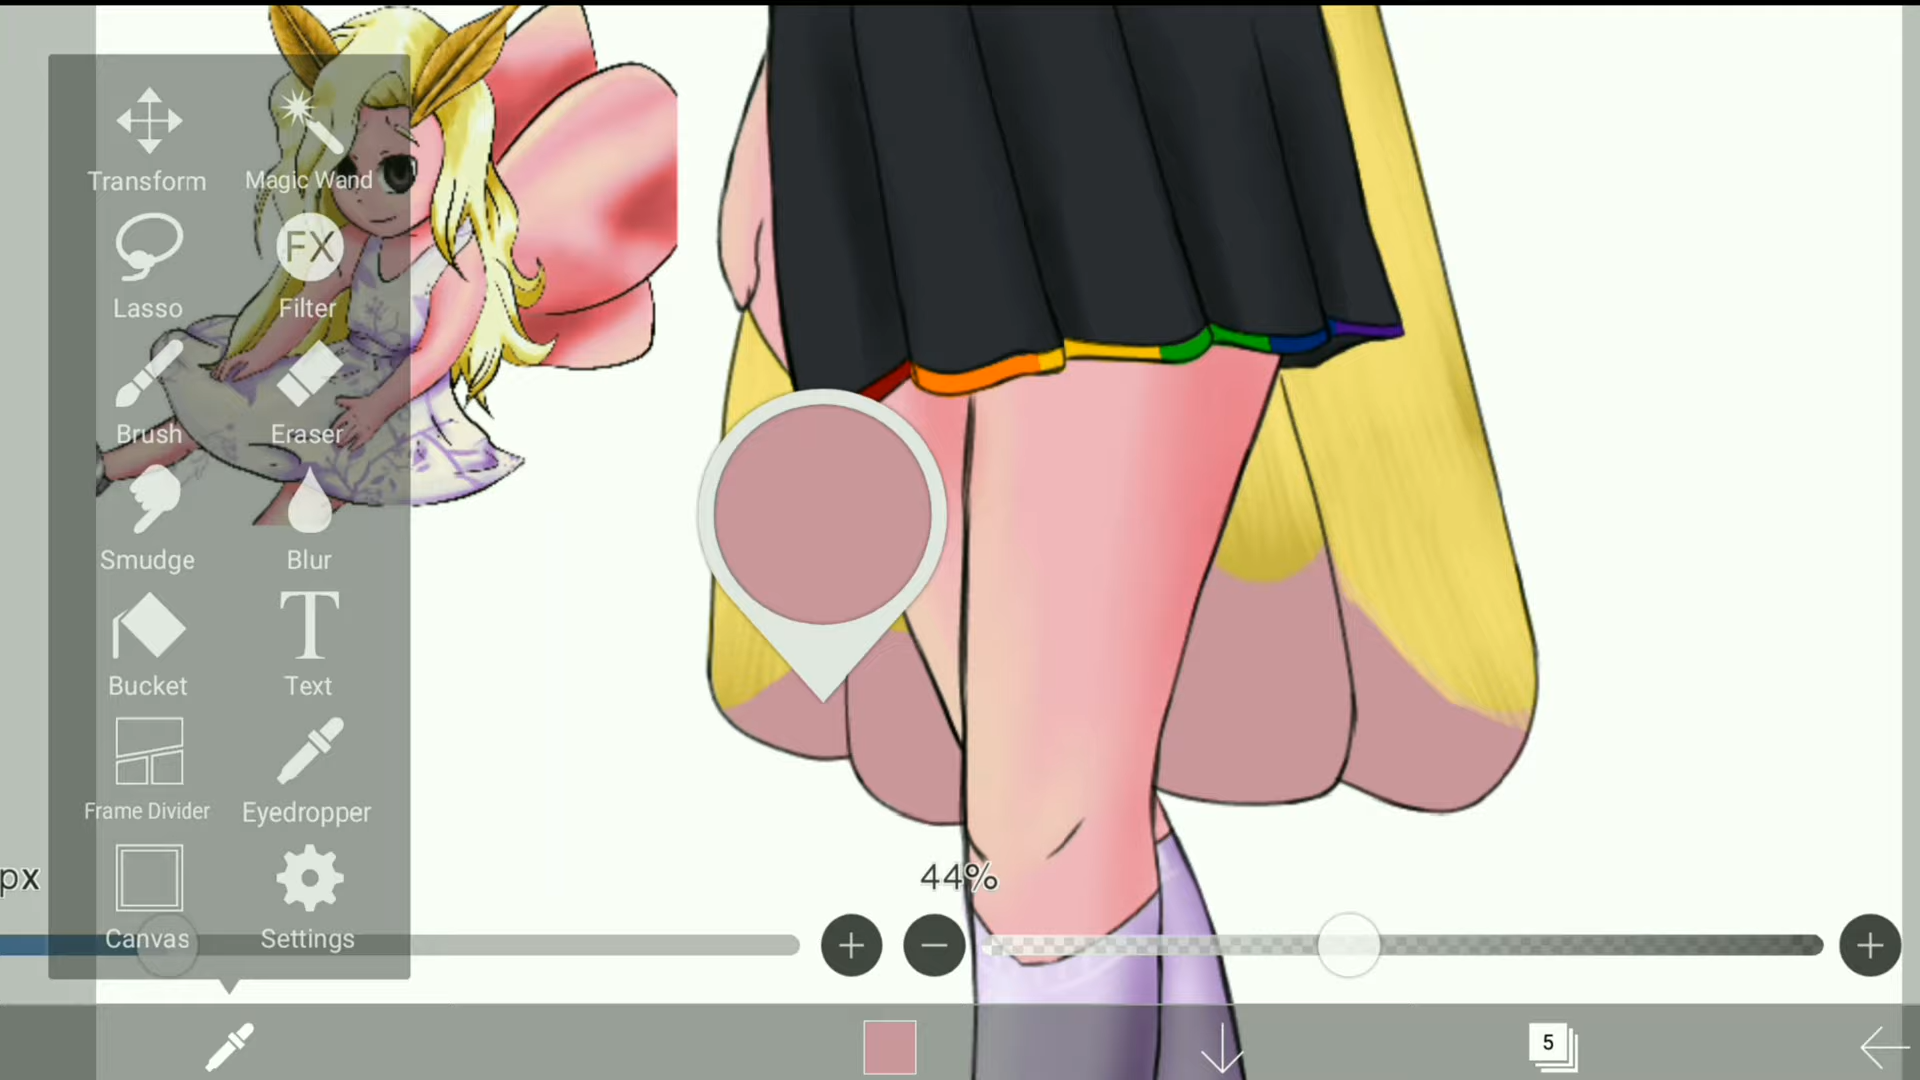 Transform
Magic Wand
Lasso
FX
Filter
Brush
Eraser
Smudge
Blur
Bucket
T
Text
Frame Divider
Eyedropper
px
44%
Canvas
Settings
5